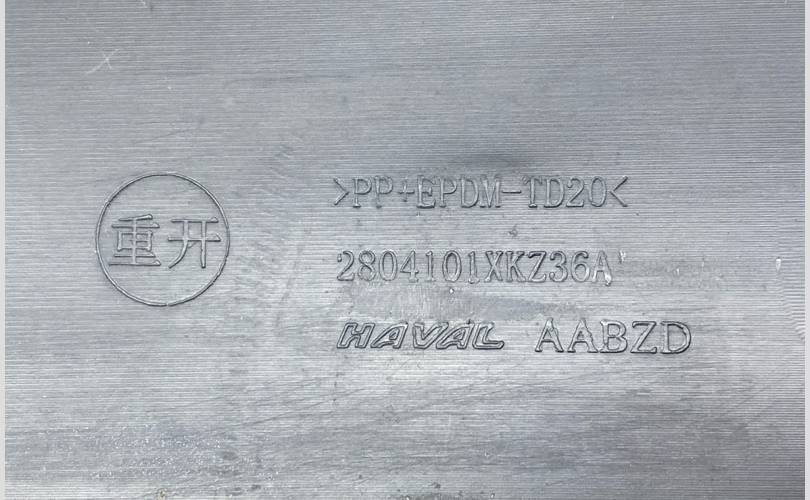 重开
>PP+EPDM-TD20<
2804101XKZ36A
HAVAL AABZD